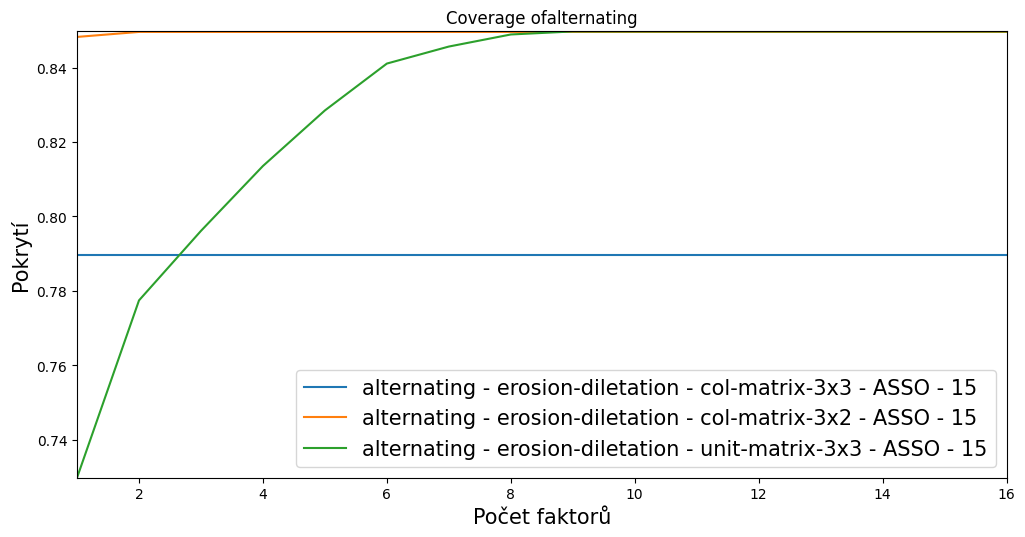 Coverage ofalternating
0.84
0.82
0.80
0.78
0.76
0.74
Pokrytí
alternating - erosion-diletation - col-matrix-3x3 - ASSO - 15
alternating - erosion-diletation - col-matrix-3x2 - ASSO - 15
alternating - erosion-diletation - unit-matrix-3x3 - ASSO - 15
2 4 6 8 10 12 14 16
Počet faktorů